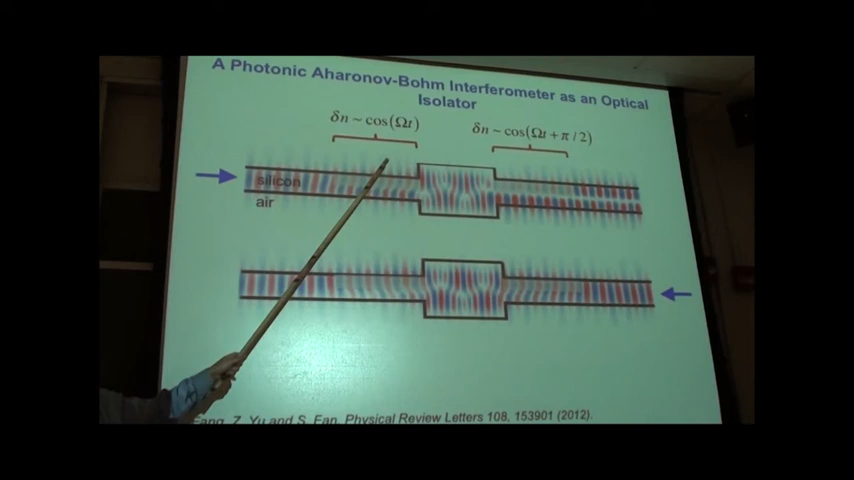 A Photonic Aharonov-Bohm Interferometer as an Optical
Isolator
δn ~ cos(Ωt)
δn ~ cos(Ωt + π / 2)
silicon
air
Fang, Z. Yu and S. Fan, Physical Review Letters 108, 153901 (2012).